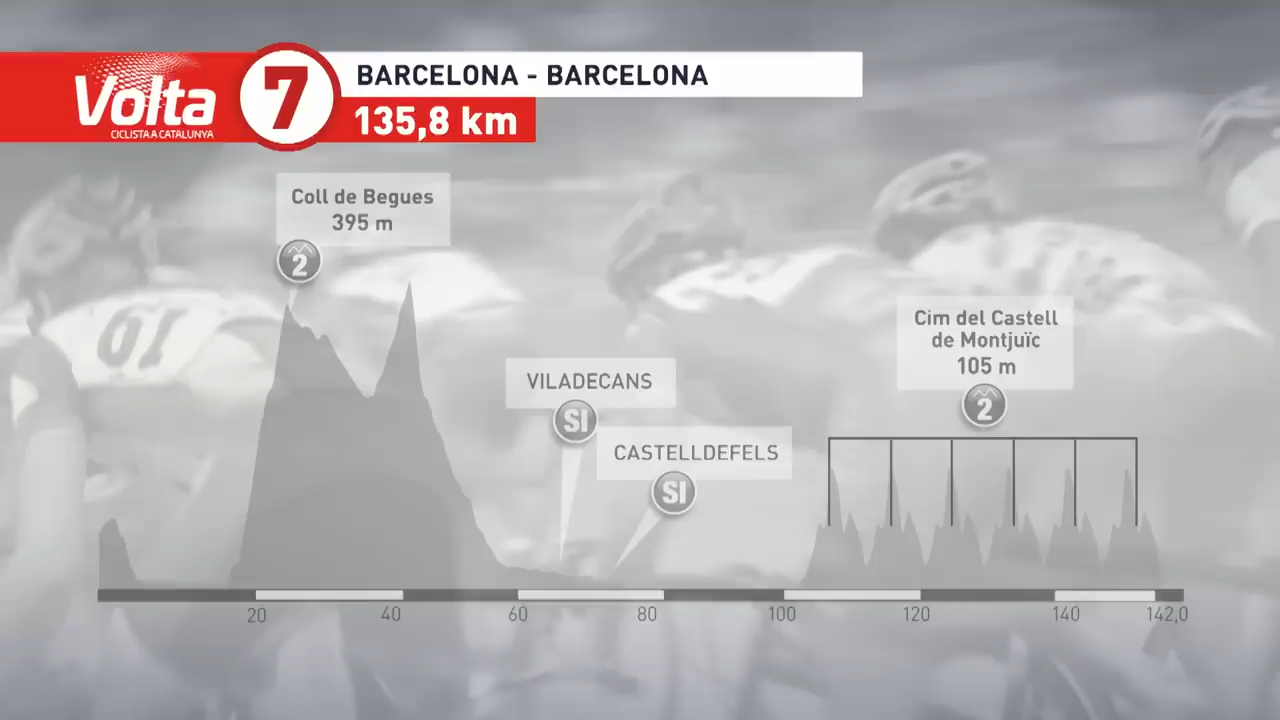 Volta
CICLISTA A CATALUNYA
7
BARCELONA - BARCELONA
135,8 km
Coll de Begues
395 m
2
61
VILADECANS
SI
CASTELLDEFELS
SI
Cim del Castell
de Montjuïc
105 m
2
20 40 60 80 100 120 140 142,0